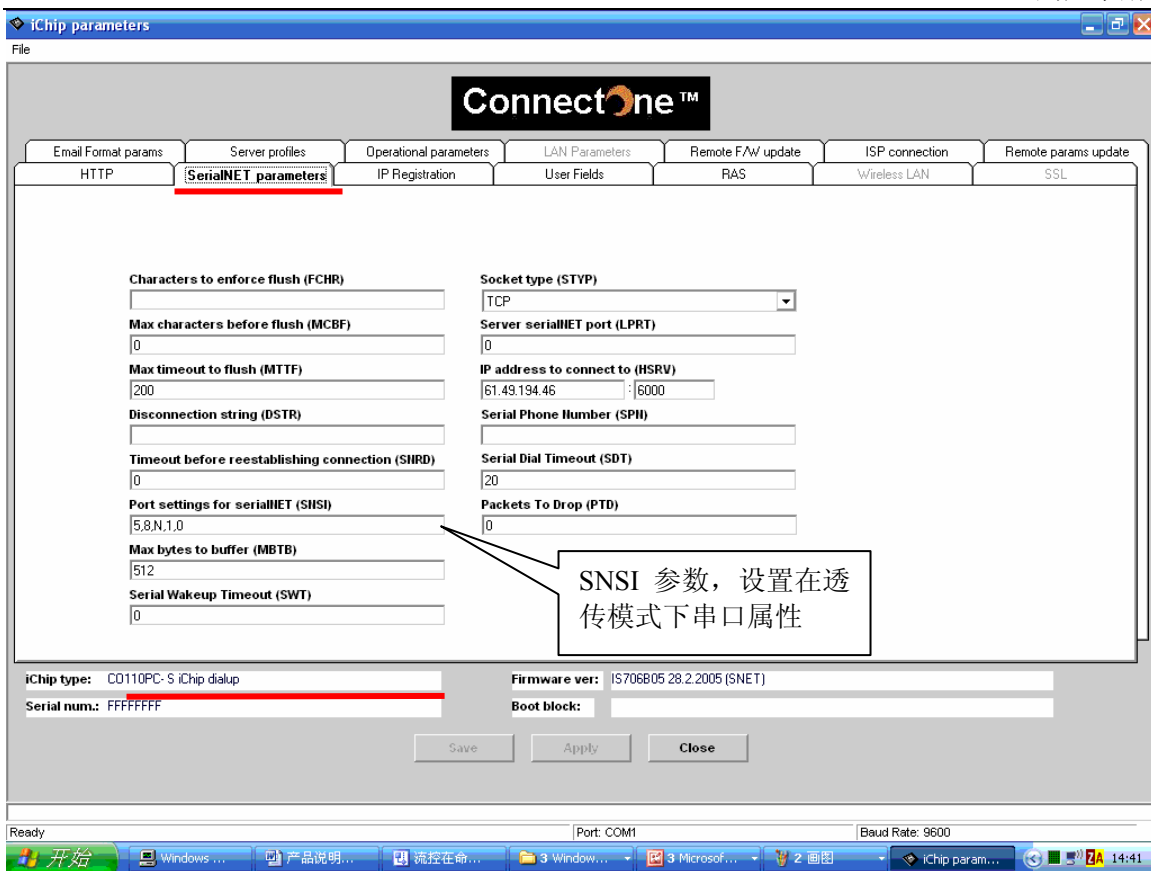 iChip parameters
File
ConnectOne™
Email Format params
Server profiles
Operational parameters
LAN Parameters
Remote F/W update
ISP connection
Remote params update
HTTP
SerialNET parameters
IP Registration
User Fields
RAS
Wireless LAN
SSL
Characters to enforce flush (FCHR)
Max characters before flush (MCBF)
0
Max timeout to flush (MTTF)
200
Disconnection string (DSTR)
Timeout before reestablishing connection (SNRD)
0
Port settings for serialNET (SNSI)
5,8,N,1,0
Max bytes to buffer (MBTB)
512
Serial Wakeup Timeout (SWT)
0
Socket type (STYP)
TCP
Server serialNET port (LPRT)
0
IP address to connect to (HSRV)
61.49.194.46 : 6000
Serial Phone Number (SPN)
Serial Dial Timeout (SDT)
20
Packets To Drop (PTD)
0
SNSI 参数，设置在透
传模式下串口属性
iChip type: CO110PC- S iChip dialup
Firmware ver: IS706B05 28.2.2005 (SNET)
Serial num.: FFFFFFFF
Boot block:
Save
Apply
Close
Ready
Port: COM1
Baud Rate: 9600
开始
Windows ...
产品说明...
流控在命...
3 Window...
3 Microsof...
2 画图
iChip param...
ZA
14:41